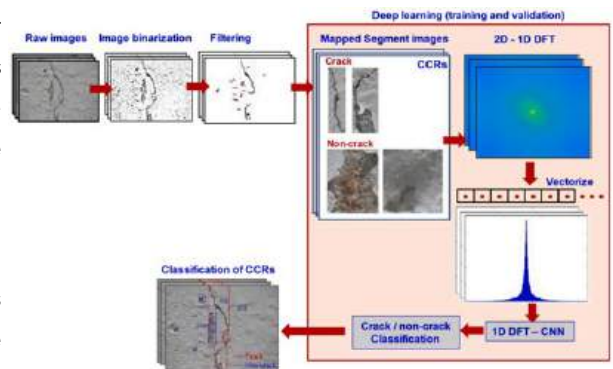 Deep learning (training and validation)
Raw images
Image binarization
Filtering
Mapped Segment images
2D - 1D DFT
Crack
CCRs
Non-crack
Vectorize
Classification of CCRs
Crack / non-crack
Classification
1D DFT – CNN